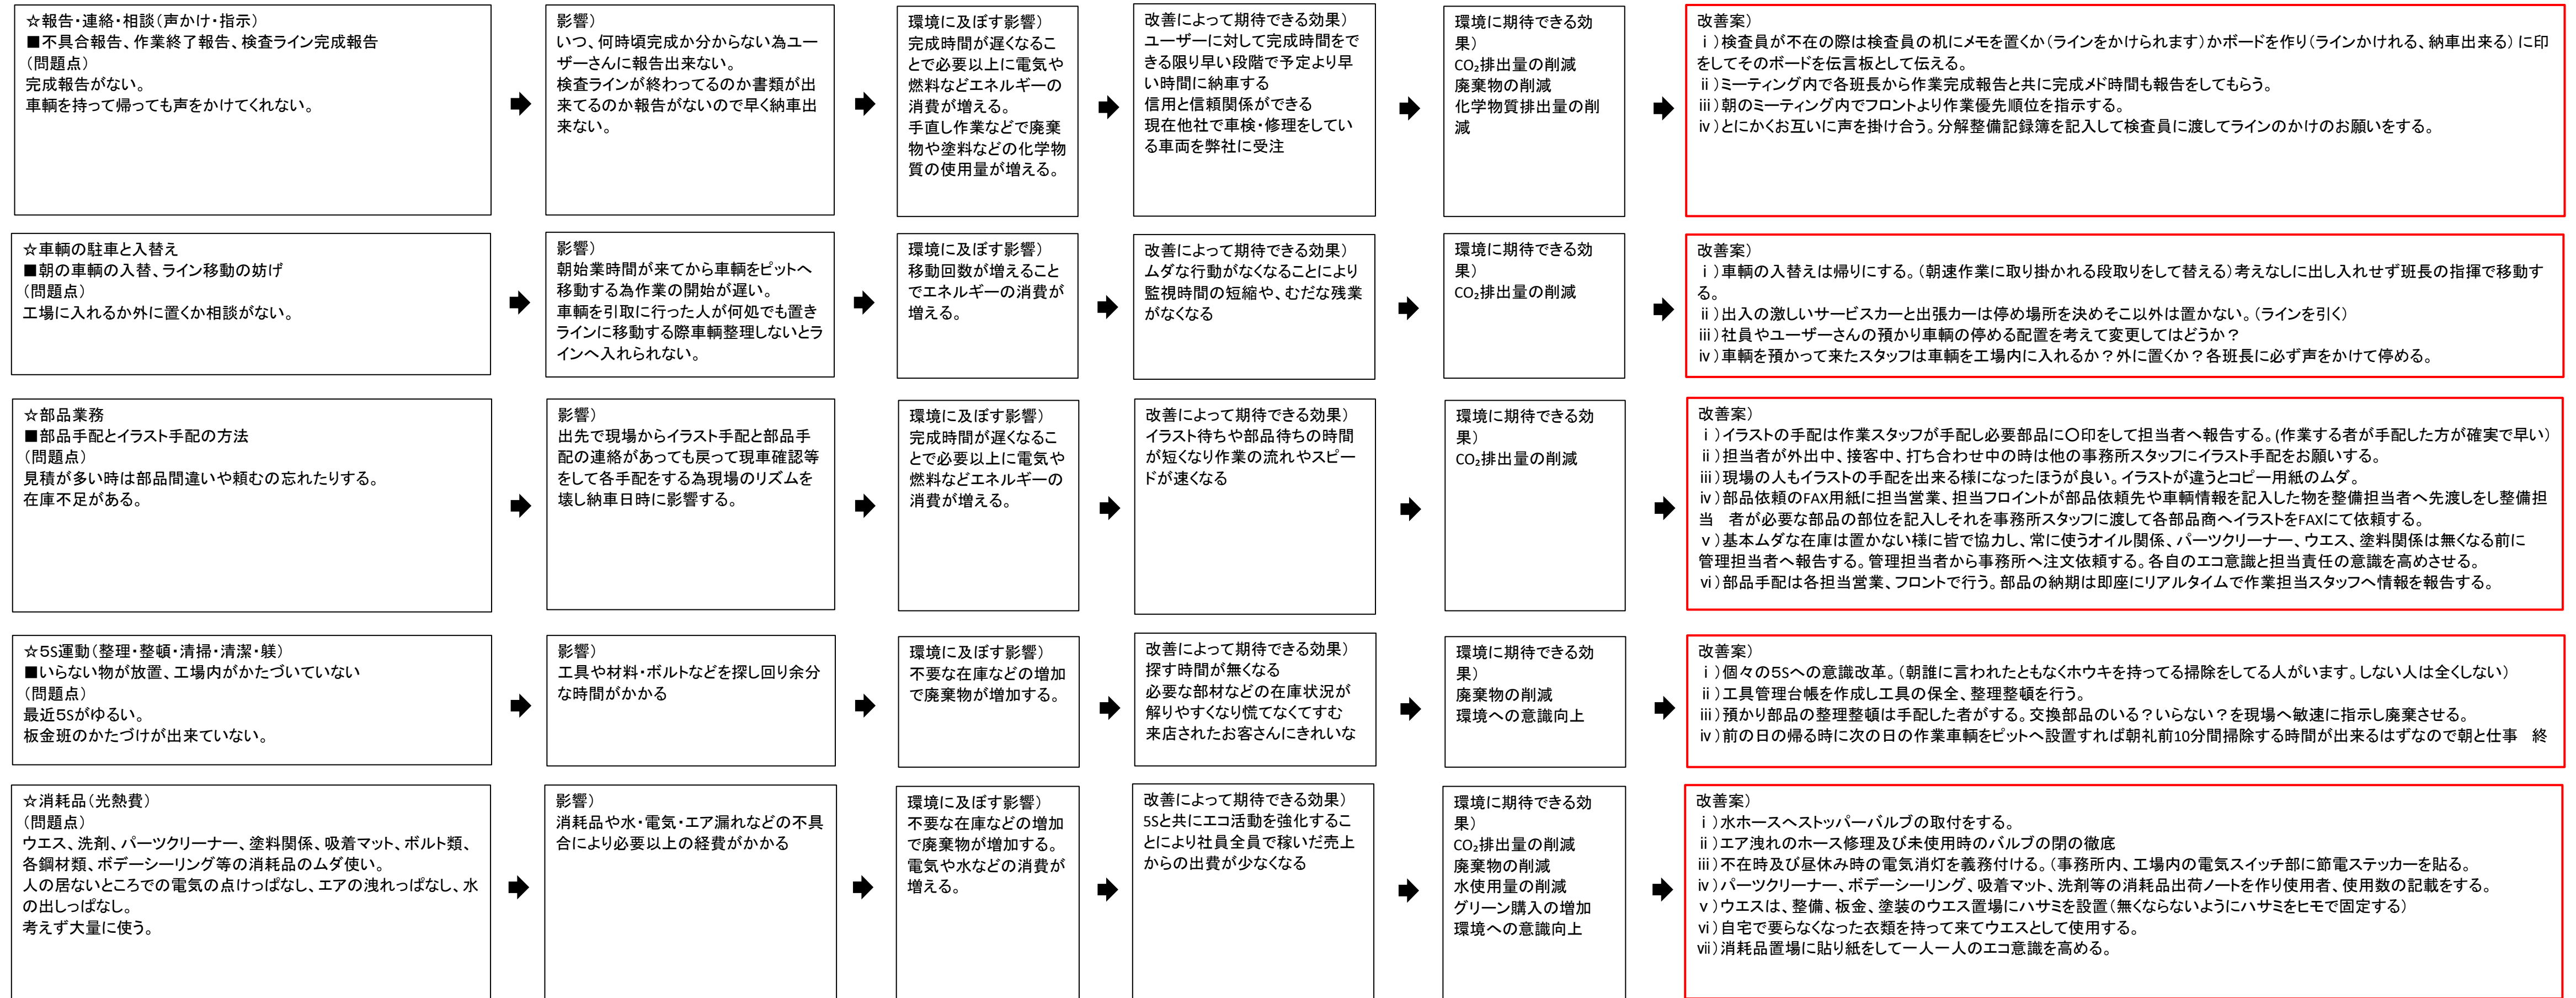 ☆報告・連絡・相談(声かけ・指示)
■不具合報告、作業終了報告、検査ライン完成報告
(問題点)
完成報告がない。
車輌を持って帰っても声をかけてくれない。
影響)
いつ、何時頃完成か分からない為ユー
ザーさんに報告出来ない。
検査ラインが終わってるのか書類が出
来てるのか報告がないので早く納車出
来ない。
環境に及ぼす影響)
完成時間が遅くなるこ
とで必要以上に電気や
燃料などエネルギーの
消費が増える。
手直し作業などで廃棄
物や塗料などの化学物
質の使用量が増える。
改善によって期待できる効果)
ユーザーに対して完成時間をで
きる限り早い段階で予定より早
い時間に納車する
信用と信頼関係ができる
現在他社で車検・修理をしてい
る車両を弊社に受注
環境に期待できる効
果)
CO₂排出量の削減
廃棄物の削減
化学物質排出量の削
減
改善案)
ⅰ)検査員が不在の際は検査員の机にメモを置くか(ラインをかけられます)かボードを作り(ラインかけれる、納車出来る)に印
をしてそのボードを伝言板として伝える。
ⅱ)ミーティング内で各班長から作業完成報告と共に完成メド時間も報告をしてもらう。
ⅲ)朝のミーティング内でフロントより作業優先順位を指示する。
ⅳ)とにかくお互いに声を掛け合う。分解整備記録簿を記入して検査員に渡してラインのかけのお願いをする。
☆車輌の駐車と入替え
■朝の車輌の入替、ライン移動の妨げ
(問題点)
工場に入れるか外に置くか相談がない。
影響)
朝始業時間が来てから車輌をピットへ
移動する為作業の開始が遅い。
車輌を引取に行った人が何処でも置き
ラインに移動する際車輌整理しないとラ
インへ入れられない。
環境に及ぼす影響)
移動回数が増えること
でエネルギーの消費が
増える。
改善によって期待できる効果)
ムダな行動がなくなることにより
監視時間の短縮や、むだな残業
がなくなる
環境に期待できる効
果)
CO₂排出量の削減
改善案)
ⅰ)車輌の入替えは帰りにする。(朝速作業に取り掛かれる段取りをして替える)考えなしに出し入れせず班長の指揮で移動す
る。
ⅱ)出入の激しいサービスカーと出張カーは停め場所を決めそこ以外は置かない。(ラインを引く)
ⅲ)社員やユーザーさんの預かり車輌の停める配置を考えて変更してはどうか?
ⅳ)車輌を預かって来たスタッフは車輌を工場内に入れるか?外に置くか?各班長に必ず声をかけて停める。
☆部品業務
■部品手配とイラスト手配の方法
(問題点)
見積が多い時は部品間違いや頼むの忘れたりする。
在庫不足がある。
影響)
出先で現場からイラスト手配と部品手
配の連絡があっても戻って現車確認等
をして各手配をする為現場のリズムを
壊し納車日時に影響する。
環境に及ぼす影響)
完成時間が遅くなるこ
とで必要以上に電気や
燃料などエネルギーの
消費が増える。
改善によって期待できる効果)
イラスト待ちや部品待ちの時間
が短くなり作業の流れやスピー
ドが速くなる
環境に期待できる効
果)
CO₂排出量の削減
改善案)
ⅰ)イラストの手配は作業スタッフが手配し必要部品に〇印をして担当者へ報告する。(作業する者が手配した方が確実で早い)
ⅱ)担当者が外出中、接客中、打ち合わせ中の時は他の事務所スタッフにイラスト手配をお願いする。
ⅲ)現場の人もイラストの手配を出来る様になったほうが良い。イラストが違うとコピー用紙のムダ。
ⅳ)部品依頼のFAX用紙に担当営業、担当フロイントが部品依頼先や車輌情報を記入した物を整備担当者へ先渡しをし整備担
当　者が必要な部品の部位を記入しそれを事務所スタッフに渡して各部品商へイラストをFAXにて依頼する。
ⅴ)基本ムダな在庫は置かない様に皆で協力し、常に使うオイル関係、パーツクリーナー、ウエス、塗料関係は無くなる前に
管理担当者へ報告する。管理担当者から事務所へ注文依頼する。各自のエコ意識と担当責任の意識を高めさせる。
ⅵ)部品手配は各担当営業、フロントで行う。部品の納期は即座にリアルタイムで作業担当スタッフへ情報を報告する。
☆5S運動(整理・整頓・清掃・清潔・躾)
■いらない物が放置、工場内がかたづいていない
(問題点)
最近5Sがゆるい。
板金班のかたづけが出来ていない。
影響)
工具や材料・ボルトなどを探し回り余分
な時間がかかる
環境に及ぼす影響)
不要な在庫などの増加
で廃棄物が増加する。
改善によって期待できる効果)
探す時間が無くなる
必要な部材などの在庫状況が
解りやすくなり慌てなくてすむ
来店されたお客さんにきれいな
環境に期待できる効
果)
廃棄物の削減
環境への意識向上
改善案)
ⅰ)個々の5Sへの意識改革。(朝誰に言われたともなくホウキを持ってる掃除をしてる人がいます。しない人は全くしない)
ⅱ)工具管理台帳を作成し工具の保全、整理整頓を行う。
ⅲ)預かり部品の整理整頓は手配した者がする。交換部品のいる?いらない?を現場へ敏速に指示し廃棄させる。
ⅳ)前の日の帰る時に次の日の作業車輌をピットへ設置すれば朝礼前10分間掃除する時間が出来るはずなので朝と仕事　終
☆消耗品(光熱費)
(問題点)
ウエス、洗剤、パーツクリーナー、塗料関係、吸着マット、ボルト類、
各鋼材類、ボデーシーリング等の消耗品のムダ使い。
人の居ないところでの電気の点けっぱなし、エアの洩れっぱなし、水
の出しっぱなし。
考えず大量に使う。
影響)
消耗品や水・電気・エア漏れなどの不具
合により必要以上の経費がかかる
環境に及ぼす影響)
不要な在庫などの増加
で廃棄物が増加する。
電気や水などの消費が
増える。
改善によって期待できる効果)
5Sと共にエコ活動を強化するこ
とにより社員全員で稼いだ売上
からの出費が少なくなる
環境に期待できる効
果)
CO₂排出量の削減
廃棄物の削減
水使用量の削減
グリーン購入の増加
環境への意識向上
改善案)
ⅰ)水ホースへストッパーバルブの取付をする。
ⅱ)エア洩れのホース修理及び未使用時のバルブの閉の徹底
ⅲ)不在時及び昼休み時の電気消灯を義務付ける。(事務所内、工場内の電気スイッチ部に節電ステッカーを貼る。
ⅳ)パーツクリーナー、ボデーシーリング、吸着マット、洗剤等の消耗品出荷ノートを作り使用者、使用数の記載をする。
ⅴ)ウエスは、整備、板金、塗装のウエス置場にハサミを設置(無くならないようにハサミをヒモで固定する)
ⅵ)自宅で要らなくなった衣類を持って来てウエスとして使用する。
ⅶ)消耗品置場に貼り紙をして一人一人のエコ意識を高める。